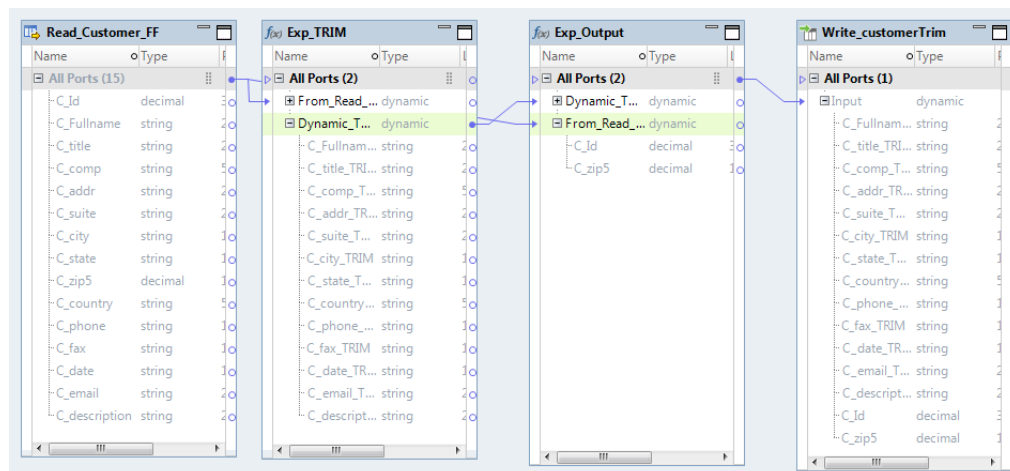 Read_Customer_FF
Name Type
All Ports (15)
C_Id decimal
C_Fullname string
C_title string
C_comp string
C_addr string
C_suite string
C_city string
C_state string
C_zip5 decimal
C_country string
C_phone string
C_fax string
C_date string
C_email string
C_description string
f(x) Exp_TRIM
Name Type
All Ports (2)
From_Read_... dynamic
Dynamic_T... dynamic
C_Fullnam... string
C_title_TRI... string
C_comp_T... string
C_addr_TR... string
C_suite_T... string
C_city_TRIM string
C_state_T... string
C_country... string
C_phone_... string
C_fax_TRIM string
C_date_TR... string
C_email_T... string
C_descript... string
f(x) Exp_Output
Name Type
All Ports (2)
Dynamic_T... dynamic
From_Read_... dynamic
C_Id decimal
C_zip5 decimal
Write_customerTrim
Name Type
All Ports (1)
Input dynamic
C_Fullnam... string
C_title_TRI... string
C_comp_T... string
C_addr_TR... string
C_suite_T... string
C_city_TRIM string
C_state_T... string
C_country... string
C_phone_... string
C_fax_TRIM string
C_date_TR... string
C_email_T... string
C_descript... string
C_Id decimal
C_zip5 decimal